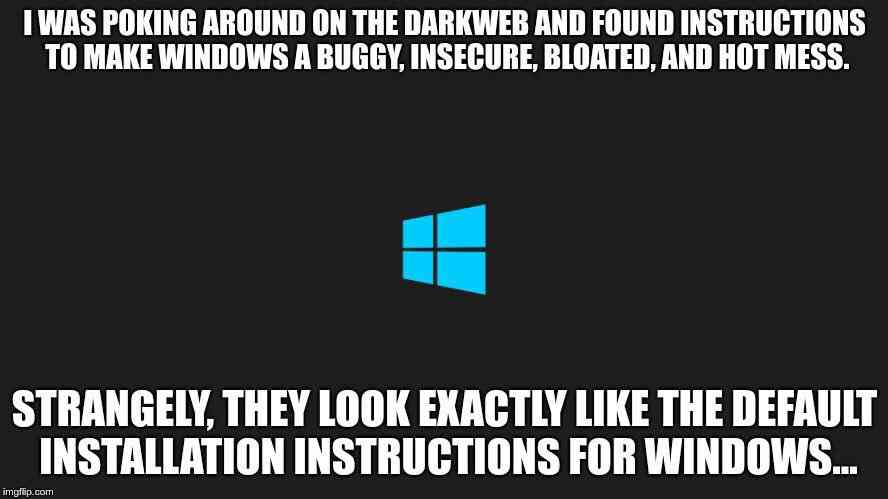 I WAS POKING AROUND ON THE DARKWEB AND FOUND INSTRUCTIONS
TO MAKE WINDOWS A BUGGY, INSECURE, BLOATED, AND HOT MESS.
STRANGELY, THEY LOOK EXACTLY LIKE THE DEFAULT
INSTALLATION INSTRUCTIONS FOR WINDOWS...
imgflip.com